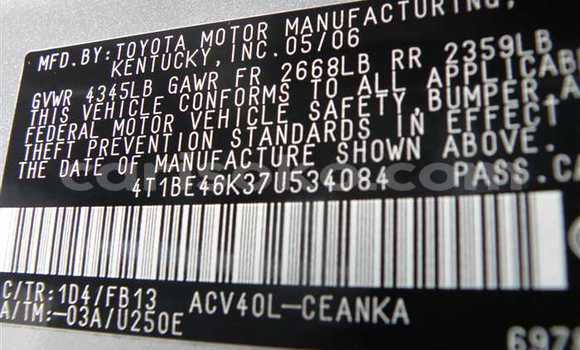 MFD.BY:TOYOTA MOTOR MANUFACTURING,
KENTUCKY,INC.05/06
GVWR 4345LB GAWR FR 2668LB RR 2359LB
THIS VEHICLE CONFORMS TO ALL APPLICAB
FEDERAL MOTOR VEHICLE SAFETY,BUMPER A
THEFT PREVENTION STANDARDS IN EFFECT
THE DATE OF MANUFACTURE SHOWN ABOVE.
4T1BE46K37U534084 PASS.CA
C/TR:1D4/FB13 ACV40L-CEANKA
A/TM:-03A/U250E